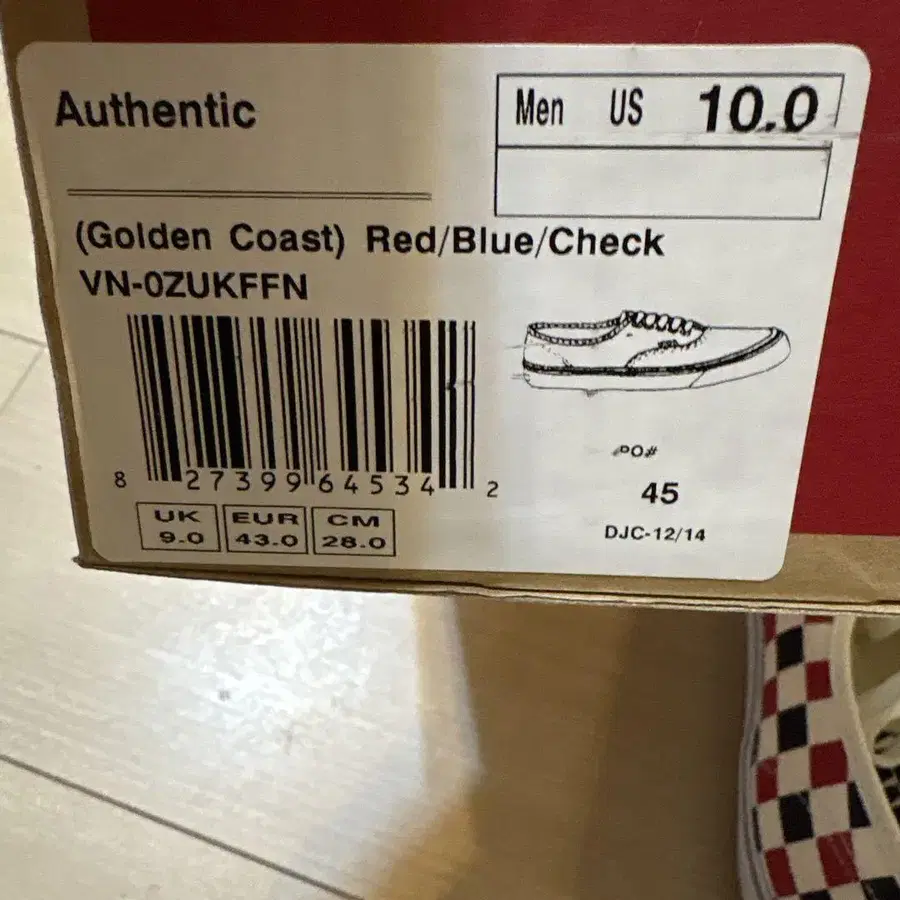 Authentic
Men US 10.0
(Golden Coast) Red/Blue/Check
VN-0ZUKFFN
8 27399 64534 2
PO#
45
DJC-12/14
UK EUR CM
9.0 43.0 28.0